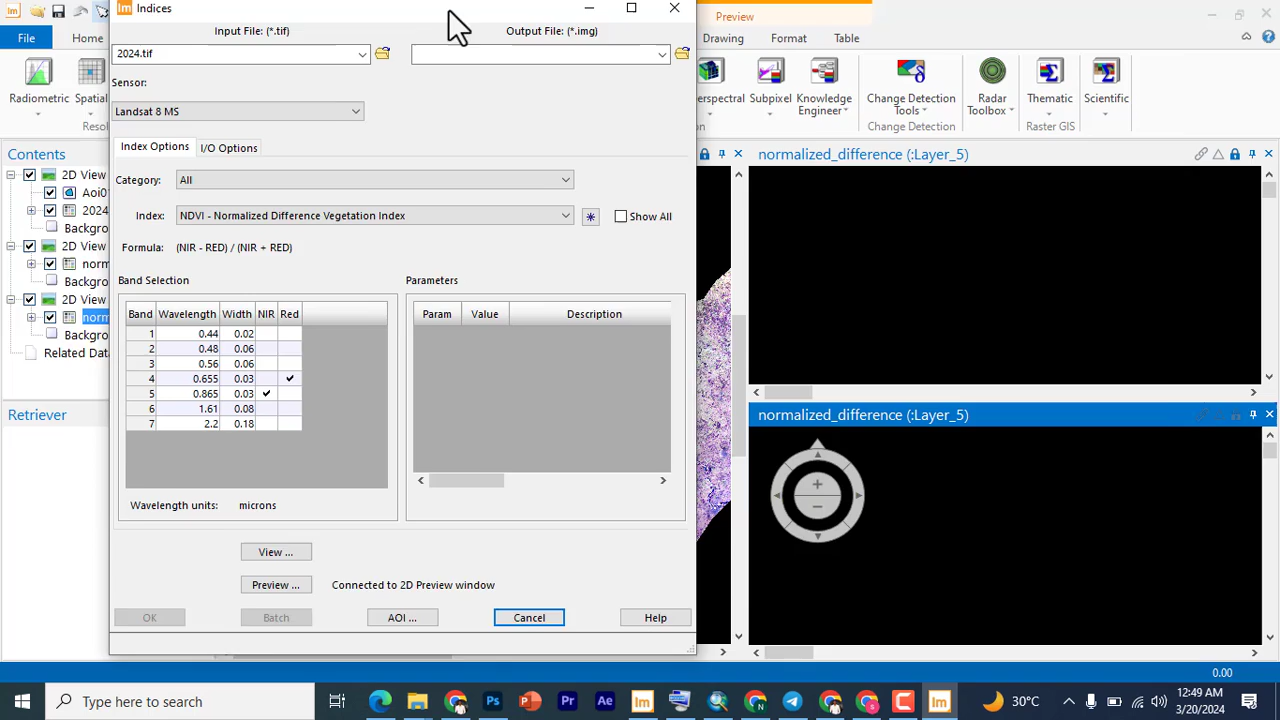 Im Indices
Preview
File Home Drawing Format Table
Input File: (*.tif) Output File: (*.img)
2024.tif
Sensor:
Landsat 8 MS
Radiometric Spatial
Subpixel Knowledge Engineer Change Detection Tools Radar Toolbox Thematic Scientific
Change Detection Raster GIS
Index Options I/O Options
Contents
normalized_difference (:Layer_5)
2D View
Category: All
Index: NDVI - Normalized Difference Vegetation Index Show All
2D View
Formula: (NIR - RED) / (NIR + RED)
Band Selection Parameters
2D View
Band Wavelength Width NIR Red
Param Value Description
1 0.44 0.02
2 0.48 0.06
3 0.56 0.06
4 0.655 0.03
5 0.865 0.03
6 1.61 0.08
7 2.2 0.18
Retriever
normalized_difference (:Layer_5)
Wavelength units: microns
View ...
Preview ... Connected to 2D Preview window
OK Batch AOI ... Cancel Help
0.00
Type here to search
Ps Pr Ae Im Im
30°C
12:49 AM
3/20/2024